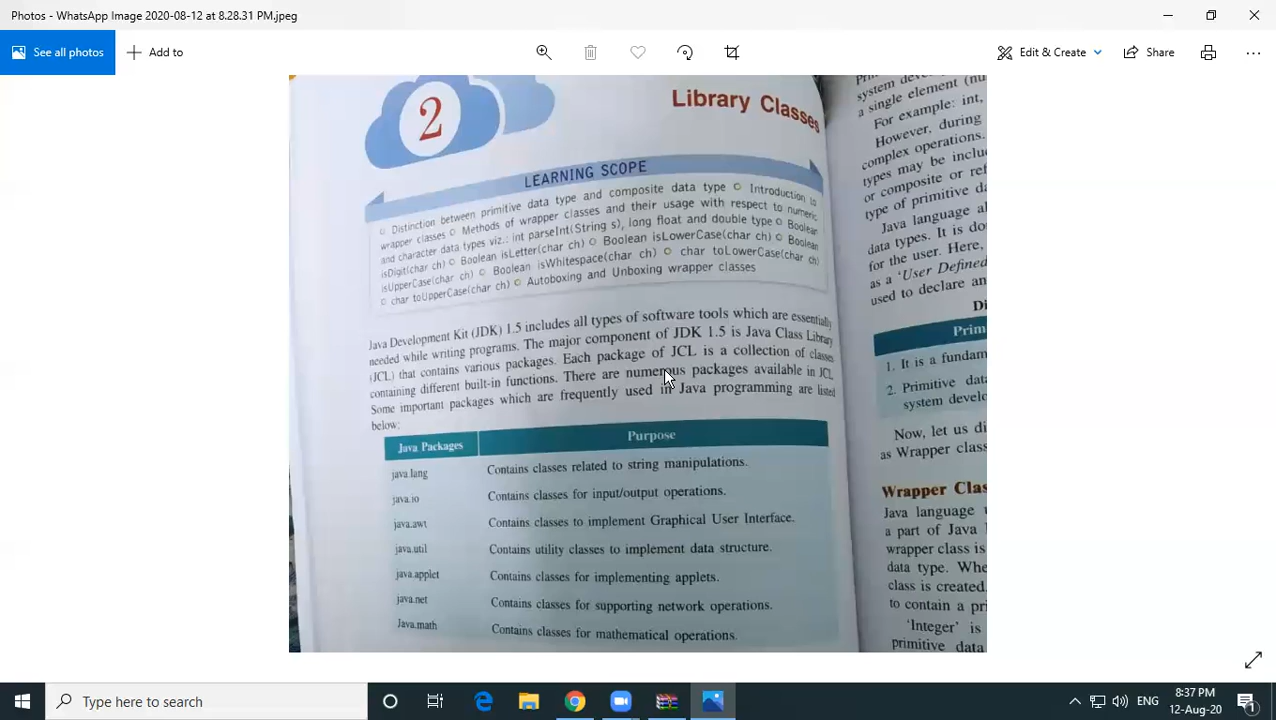 Photos - WhatsApp Image 2020-08-12 at 8.28.31 PM.jpeg
See all photos
Add to
Edit & Create
Share
2
Library Classes
LEARNING SCOPE
Distinction between primitive data type and composite data type Introduction to
wrapper classes Methods of wrapper classes and their usage with respect to numeric
and character data types viz.: int parseInt(String s), long float and double type Boolean
isDigit(char ch) Boolean isLetter(char ch) Boolean isLowerCase(char ch) Boolean
isUpperCase(char ch) Boolean isWhitespace(char ch) char toLowerCase(char ch)
char toUpperCase(char ch) Autoboxing and Unboxing wrapper classes
Java Development Kit (JDK) 1.5 includes all types of software tools which are essentially
needed while writing programs. The major component of JDK 1.5 is Java Class Library
(JCL) that contains various packages. Each package of JCL is a collection of classes
containing different built-in functions. There are numerous packages available in JCL
Some important packages which are frequently used in Java programming are listed
below:
Java Packages Purpose
java.lang Contains classes related to string manipulations.
java.io Contains classes for input/output operations.
java.awt Contains classes to implement Graphical User Interface.
java.util Contains utility classes to implement data structure.
java.applet Contains classes for implementing applets.
java.net Contains classes for supporting network operations.
Java.math Contains classes for mathematical operations.
system deve
a single element (nu
For example: int,
However, during
complex operations.
types may be inclu
or composite or ref
type of primitive da
Java language al
data types. It is do
for the user. Here,
as a 'User Defined
used to declare an
Di
Prim
1. It is a fundam
2. Primitive data
system develo
Now, let us di
as Wrapper class
Wrapper Clas
Java language
a part of Java
wrapper class is
data type. Whe
class is created.
to contain a pri
'Integer' is
primitive data
Type here to search
ENG
8:37 PM
12-Aug-20
1